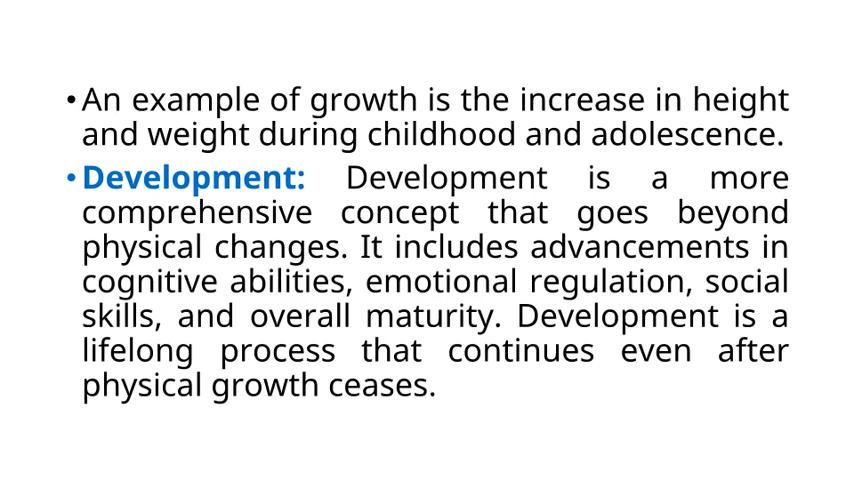 • An example of growth is the increase in height
and weight during childhood and adolescence.
• Development: Development is a more
comprehensive concept that goes beyond
physical changes. It includes advancements in
cognitive abilities, emotional regulation, social
skills, and overall maturity. Development is a
lifelong process that continues even after
physical growth ceases.